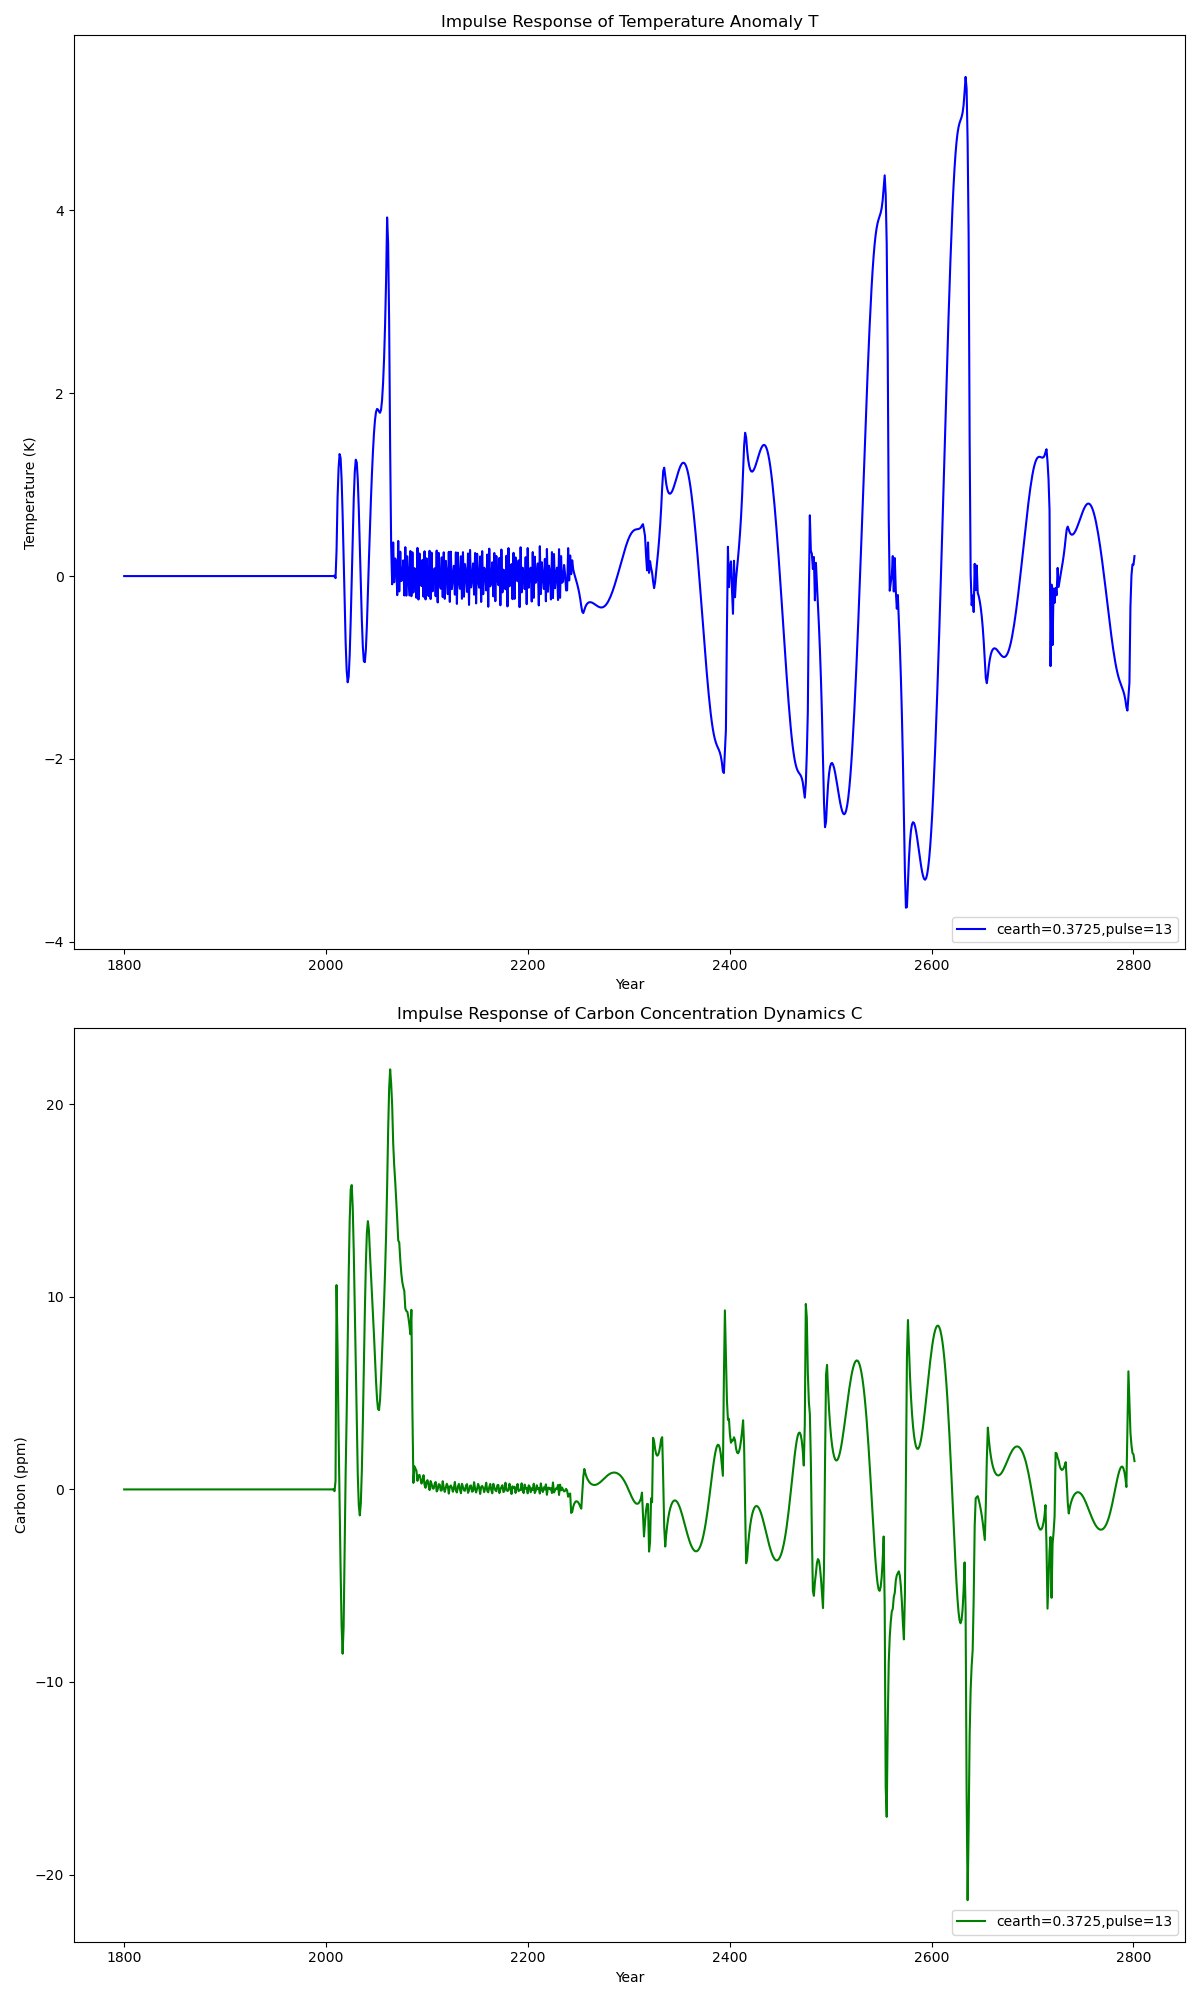 Impulse Response of Temperature Anomaly T
Temperature (K)
4
2
0
−2
−4
1800 2000 2200 2400 2600 2800
Year
cearth=0.3725,pulse=13
Impulse Response of Carbon Concentration Dynamics C
Carbon (ppm)
20
10
0
−10
−20
1800 2000 2200 2400 2600 2800
Year
cearth=0.3725,pulse=13